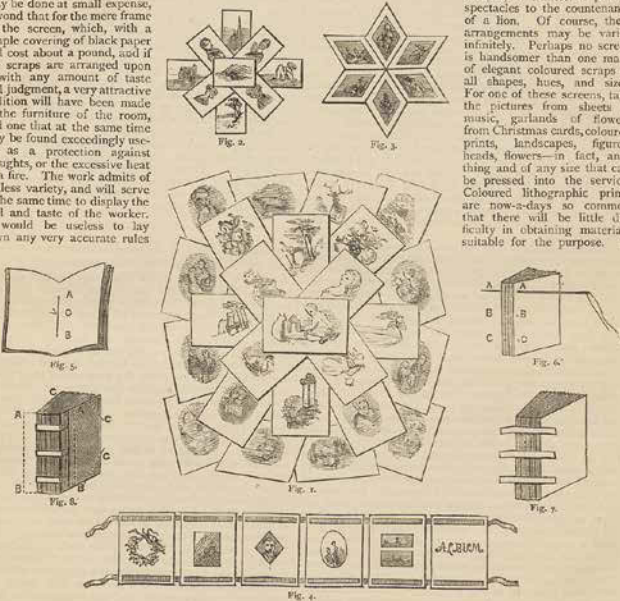 be done at small expense,
yond that for the mere frame
the screen, which, with a
ple covering of black paper
cost about a pound, and if
scraps are arranged upon
with any amount of taste
judgment, a very attractive
dition will have been made
the furniture of the room,
one that at the same time
be found exceedingly use-
as a protection against
ughts, or the excessive heat
a fire. The work admits of
less variety, and will serve
the same time to display the
and taste of the worker.
would be useless to lay
n any very accurate rules
spectacles to the countenan
of a lion. Of course, the
arrangements may be vari
infinitely. Perhaps no scre
is handsomer than one ma
of elegant coloured scraps
all shapes, hues, and size
For one of these screens, ta
the pictures from sheets
music, garlands of flowe
from Christmas cards, colour
prints, landscapes, figur
heads, flowers—in fact, an
thing and of any size that ca
be pressed into the servic
Coloured lithographic prin
are now-a-days so commo
that there will be little di
ficulty in obtaining material
suitable for the purpose.
Fig. 2.
Fig. 3.
A
O
B
Fig. 5.
A A
B B
C O
Fig. 6.
C
A A C
C
B B
Fig. 8.
Fig. 1.
Fig. 7.
ALBUM.
Fig. 4.